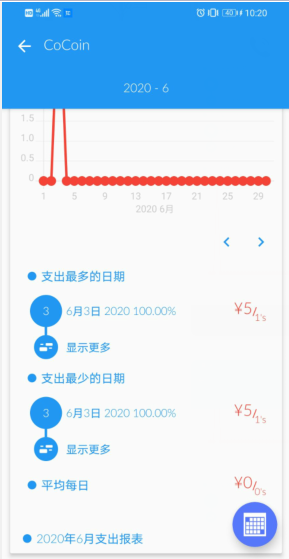 HD 4G 40 10:20
CoCoin
2020 - 6
1.5
1.0
0.5
0
1 5 9 13 17 21 25 29
2020 6月
支出最多的日期
3 6月3日 2020 100.00% ¥5/1's
显示更多
支出最少的日期
3 6月3日 2020 100.00% ¥5/1's
显示更多
平均每日 ¥0/0's
2020年6月支出报表